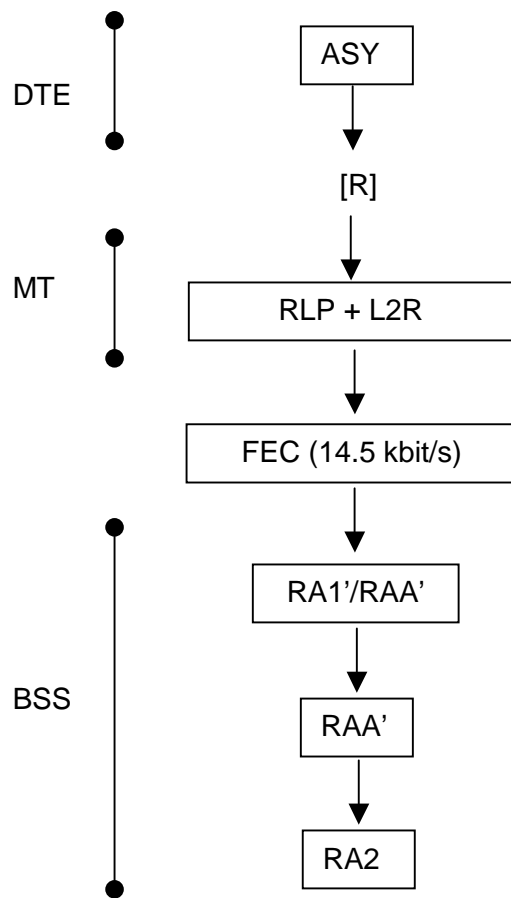 ASY
DTE
[R]
MT
RLP + L2R
FEC (14.5 kbit/s)
RA1’/RAA’
BSS
RAA’
RA2